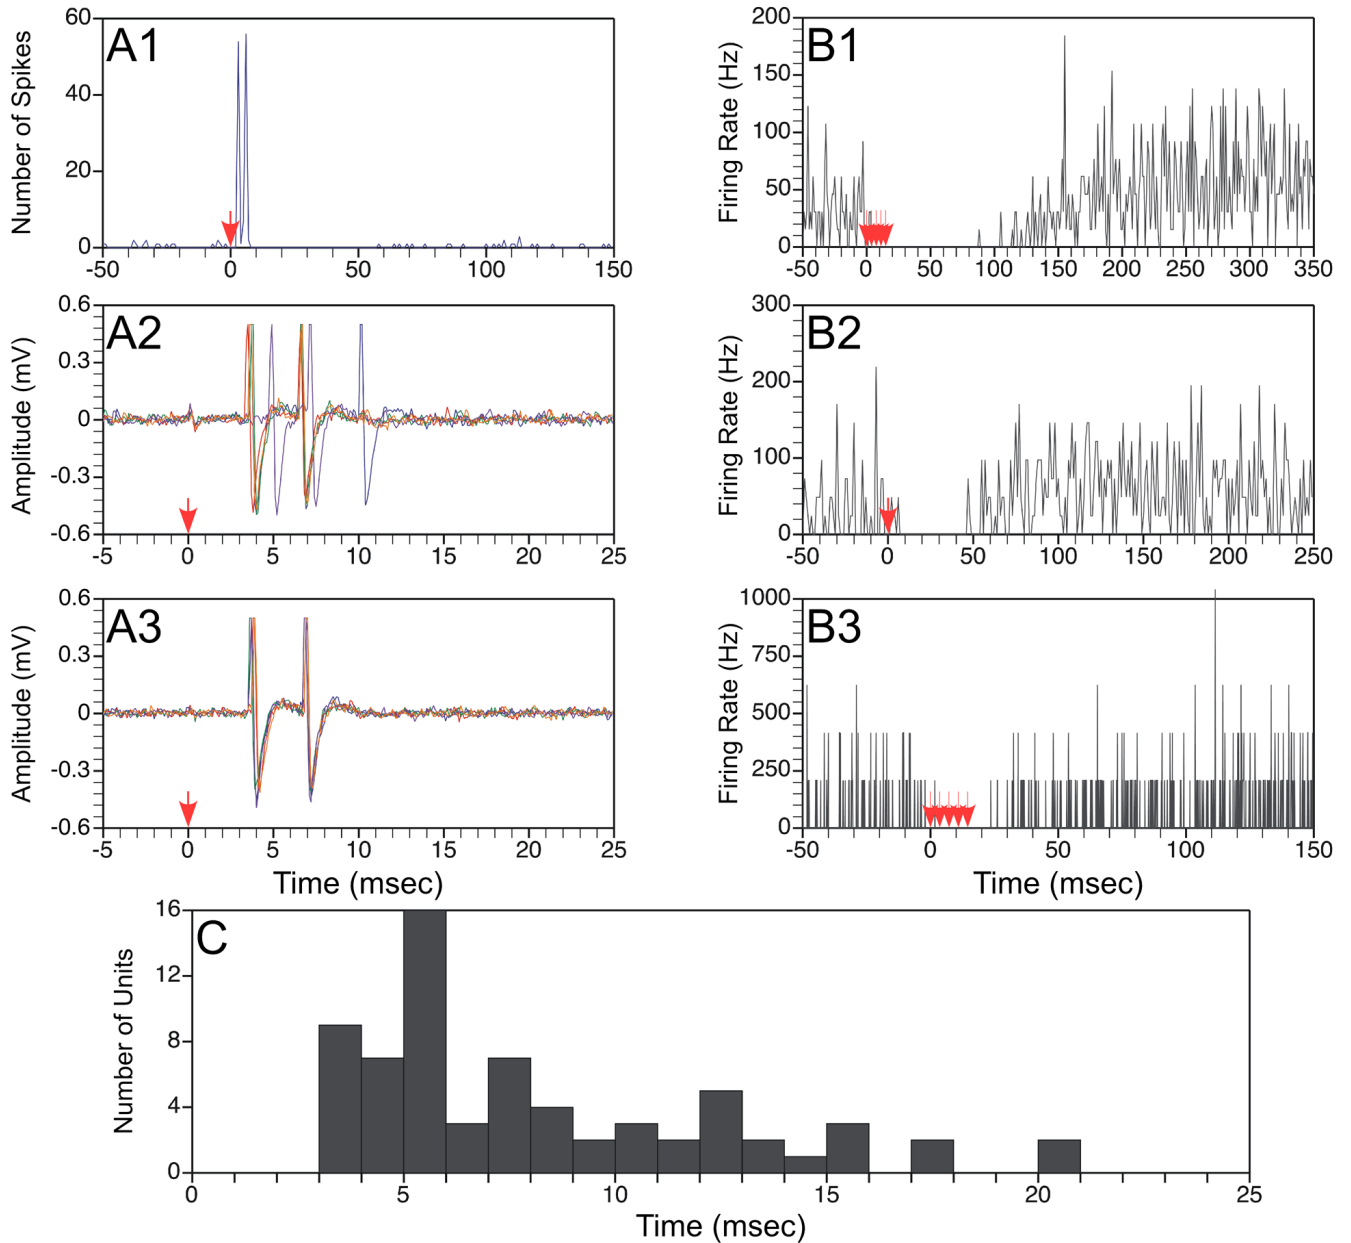 A1
Number of Spikes
60
40
20
0
-50 0 50 100 150
B1
Firing Rate (Hz)
200
150
100
50
0
-50 0 50 100 150 200 250 300 350
A2
Amplitude (mV)
0.6
0.3
0
-0.3
-0.6
-5 0 5 10 15 20 25
B2
Firing Rate (Hz)
300
200
100
0
-50 0 50 100 150 200 250
A3
Amplitude (mV)
0.6
0.3
0
-0.3
-0.6
-5 0 5 10 15 20 25
Time (msec)
B3
Firing Rate (Hz)
1000
750
500
250
0
-50 0 50 100 150
Time (msec)
C
Number of Units
16
12
8
4
0
0 5 10 15 20 25
Time (msec)